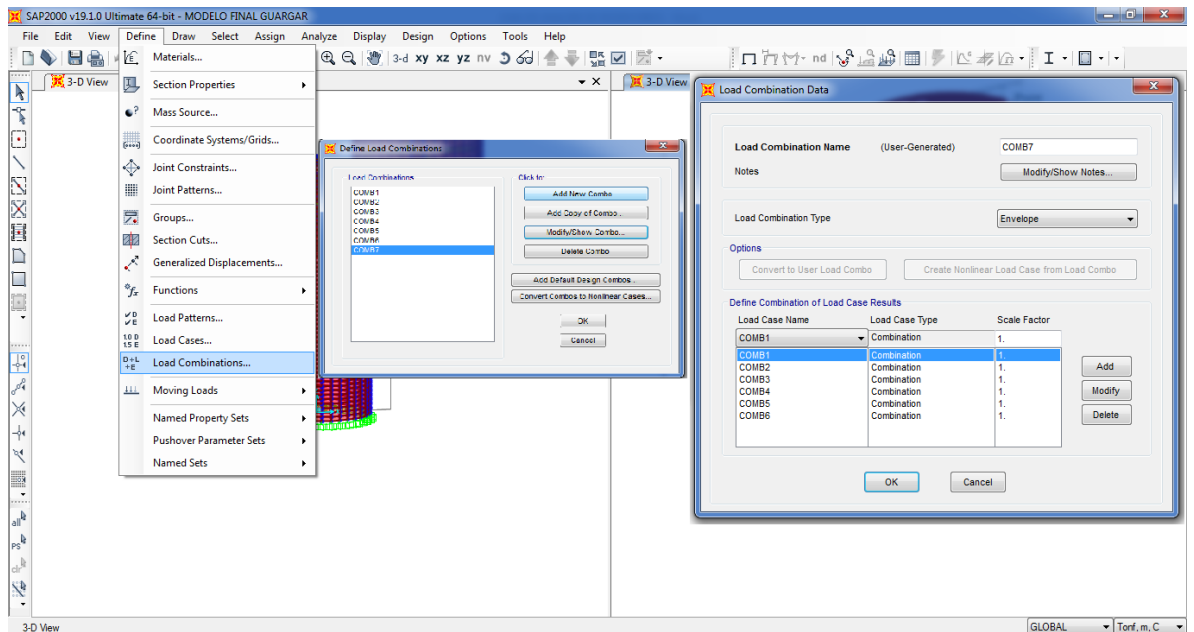 SAP2000 v19.1.0 Ultimate 64-bit - MODELO FINAL GUARGAR
File Edit View Define Draw Select Assign Analyze Display Design Options Tools Help
3-d xy xz yz nv nd
3-D View
3-D View
Materials...
Section Properties
Mass Source...
Coordinate Systems/Grids...
Joint Constraints...
Joint Patterns...
Groups...
Section Cuts...
Generalized Displacements...
Functions
Load Patterns...
Load Cases...
Load Combinations...
Moving Loads
Named Property Sets
Pushover Parameter Sets
Named Sets
all
PS
clr
Define Load Combinations
Load Combinations
COMB1
COMB2
COMB3
COMB4
COMB5
COMB6
COMB7
Click to:
Add New Combo...
Add Copy of Combo...
Modify/Show Combo...
Delete Combo
Add Default Design Combos...
Convert Combos to Nonlinear Cases...
OK
Cancel
Load Combination Data
Load Combination Name (User-Generated) COMB7
Notes Modify/Show Notes...
Load Combination Type Envelope
Options
Convert to User Load Combo Create Nonlinear Load Case from Load Combo
Define Combination of Load Case Results
Load Case Name Load Case Type Scale Factor
COMB1 Combination 1.
COMB1 Combination 1.
COMB2 Combination 1.
COMB3 Combination 1.
COMB4 Combination 1.
COMB5 Combination 1.
COMB6 Combination 1.
Add
Modify
Delete
OK Cancel
3-D View GLOBAL Tonf, m, C